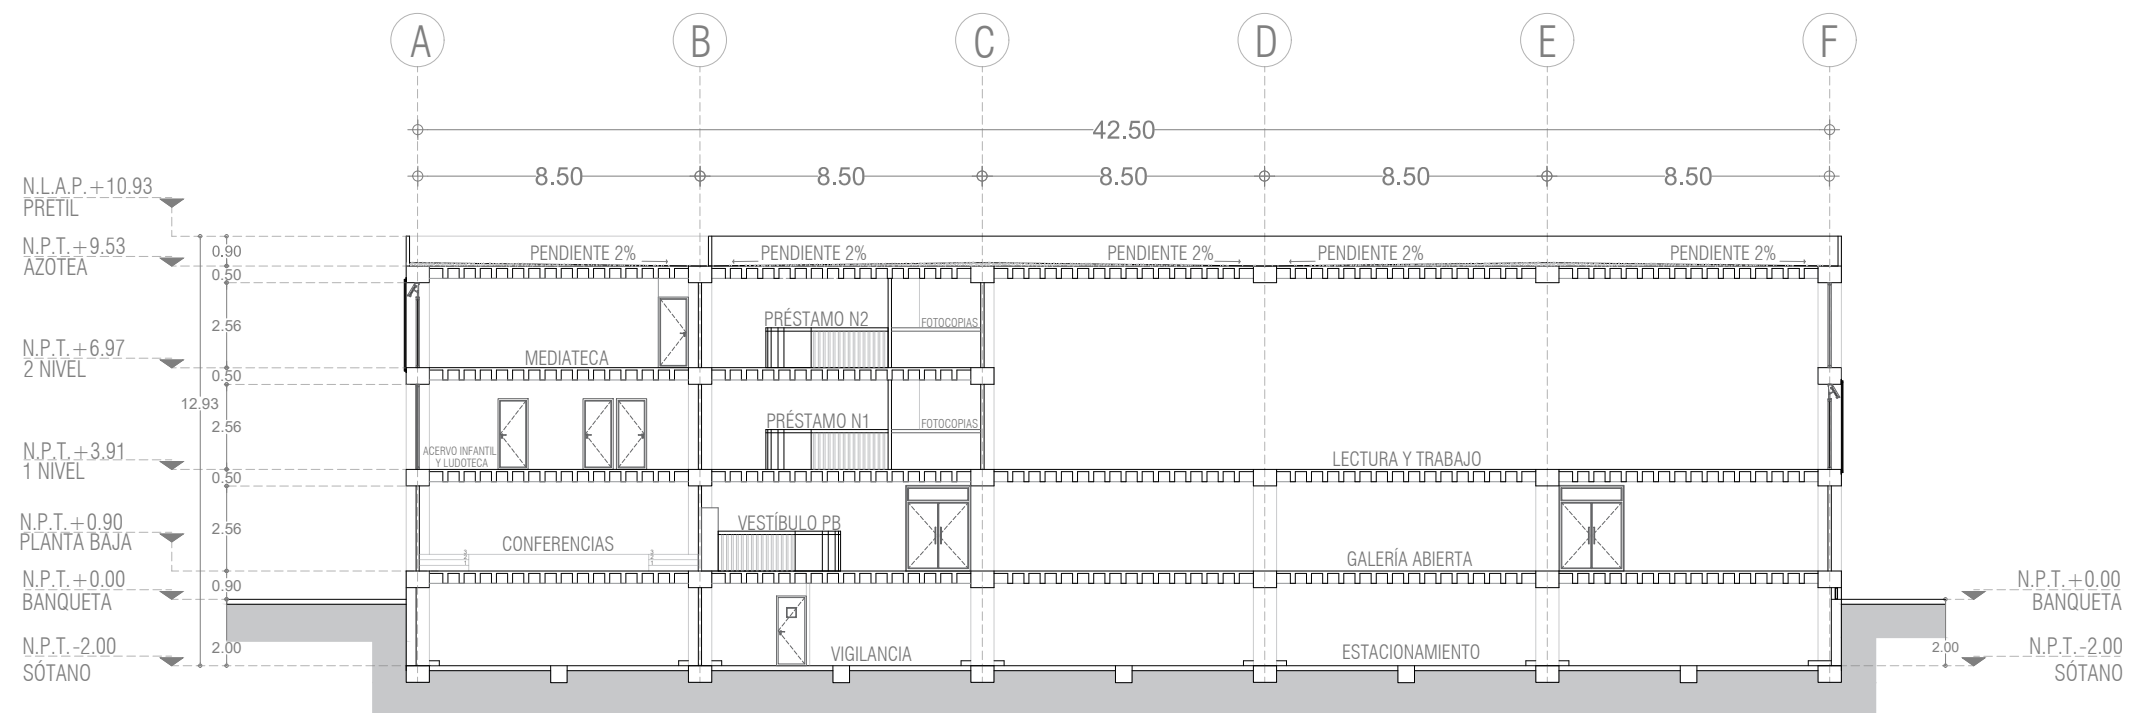 A B C D E F
42.50
8.50 8.50 8.50 8.50 8.50
N.L.A.P.+10.93
PRETIL
N.P.T.+9.53
AZOTEA
0.90
0.50
PENDIENTE 2% PENDIENTE 2% PENDIENTE 2% PENDIENTE 2% PENDIENTE 2%
2.56
PRÉSTAMO N2
FOTOCOPIAS
N.P.T.+6.97
2 NIVEL
MEDIATECA
0.50
12.93
2.56
PRÉSTAMO N1
FOTOCOPIAS
N.P.T.+3.91
1 NIVEL
ACERVO INFANTIL
Y LUDOTECA
LECTURA Y TRABAJO
0.50
N.P.T.+0.90
PLANTA BAJA
2.56
CONFERENCIAS
VESTÍBULO PB
GALERÍA ABIERTA
N.P.T.+0.00
BANQUETA
0.90
N.P.T.+0.00
BANQUETA
N.P.T.-2.00
SÓTANO
2.00
VIGILANCIA
ESTACIONAMIENTO
2.00
N.P.T.-2.00
SÓTANO